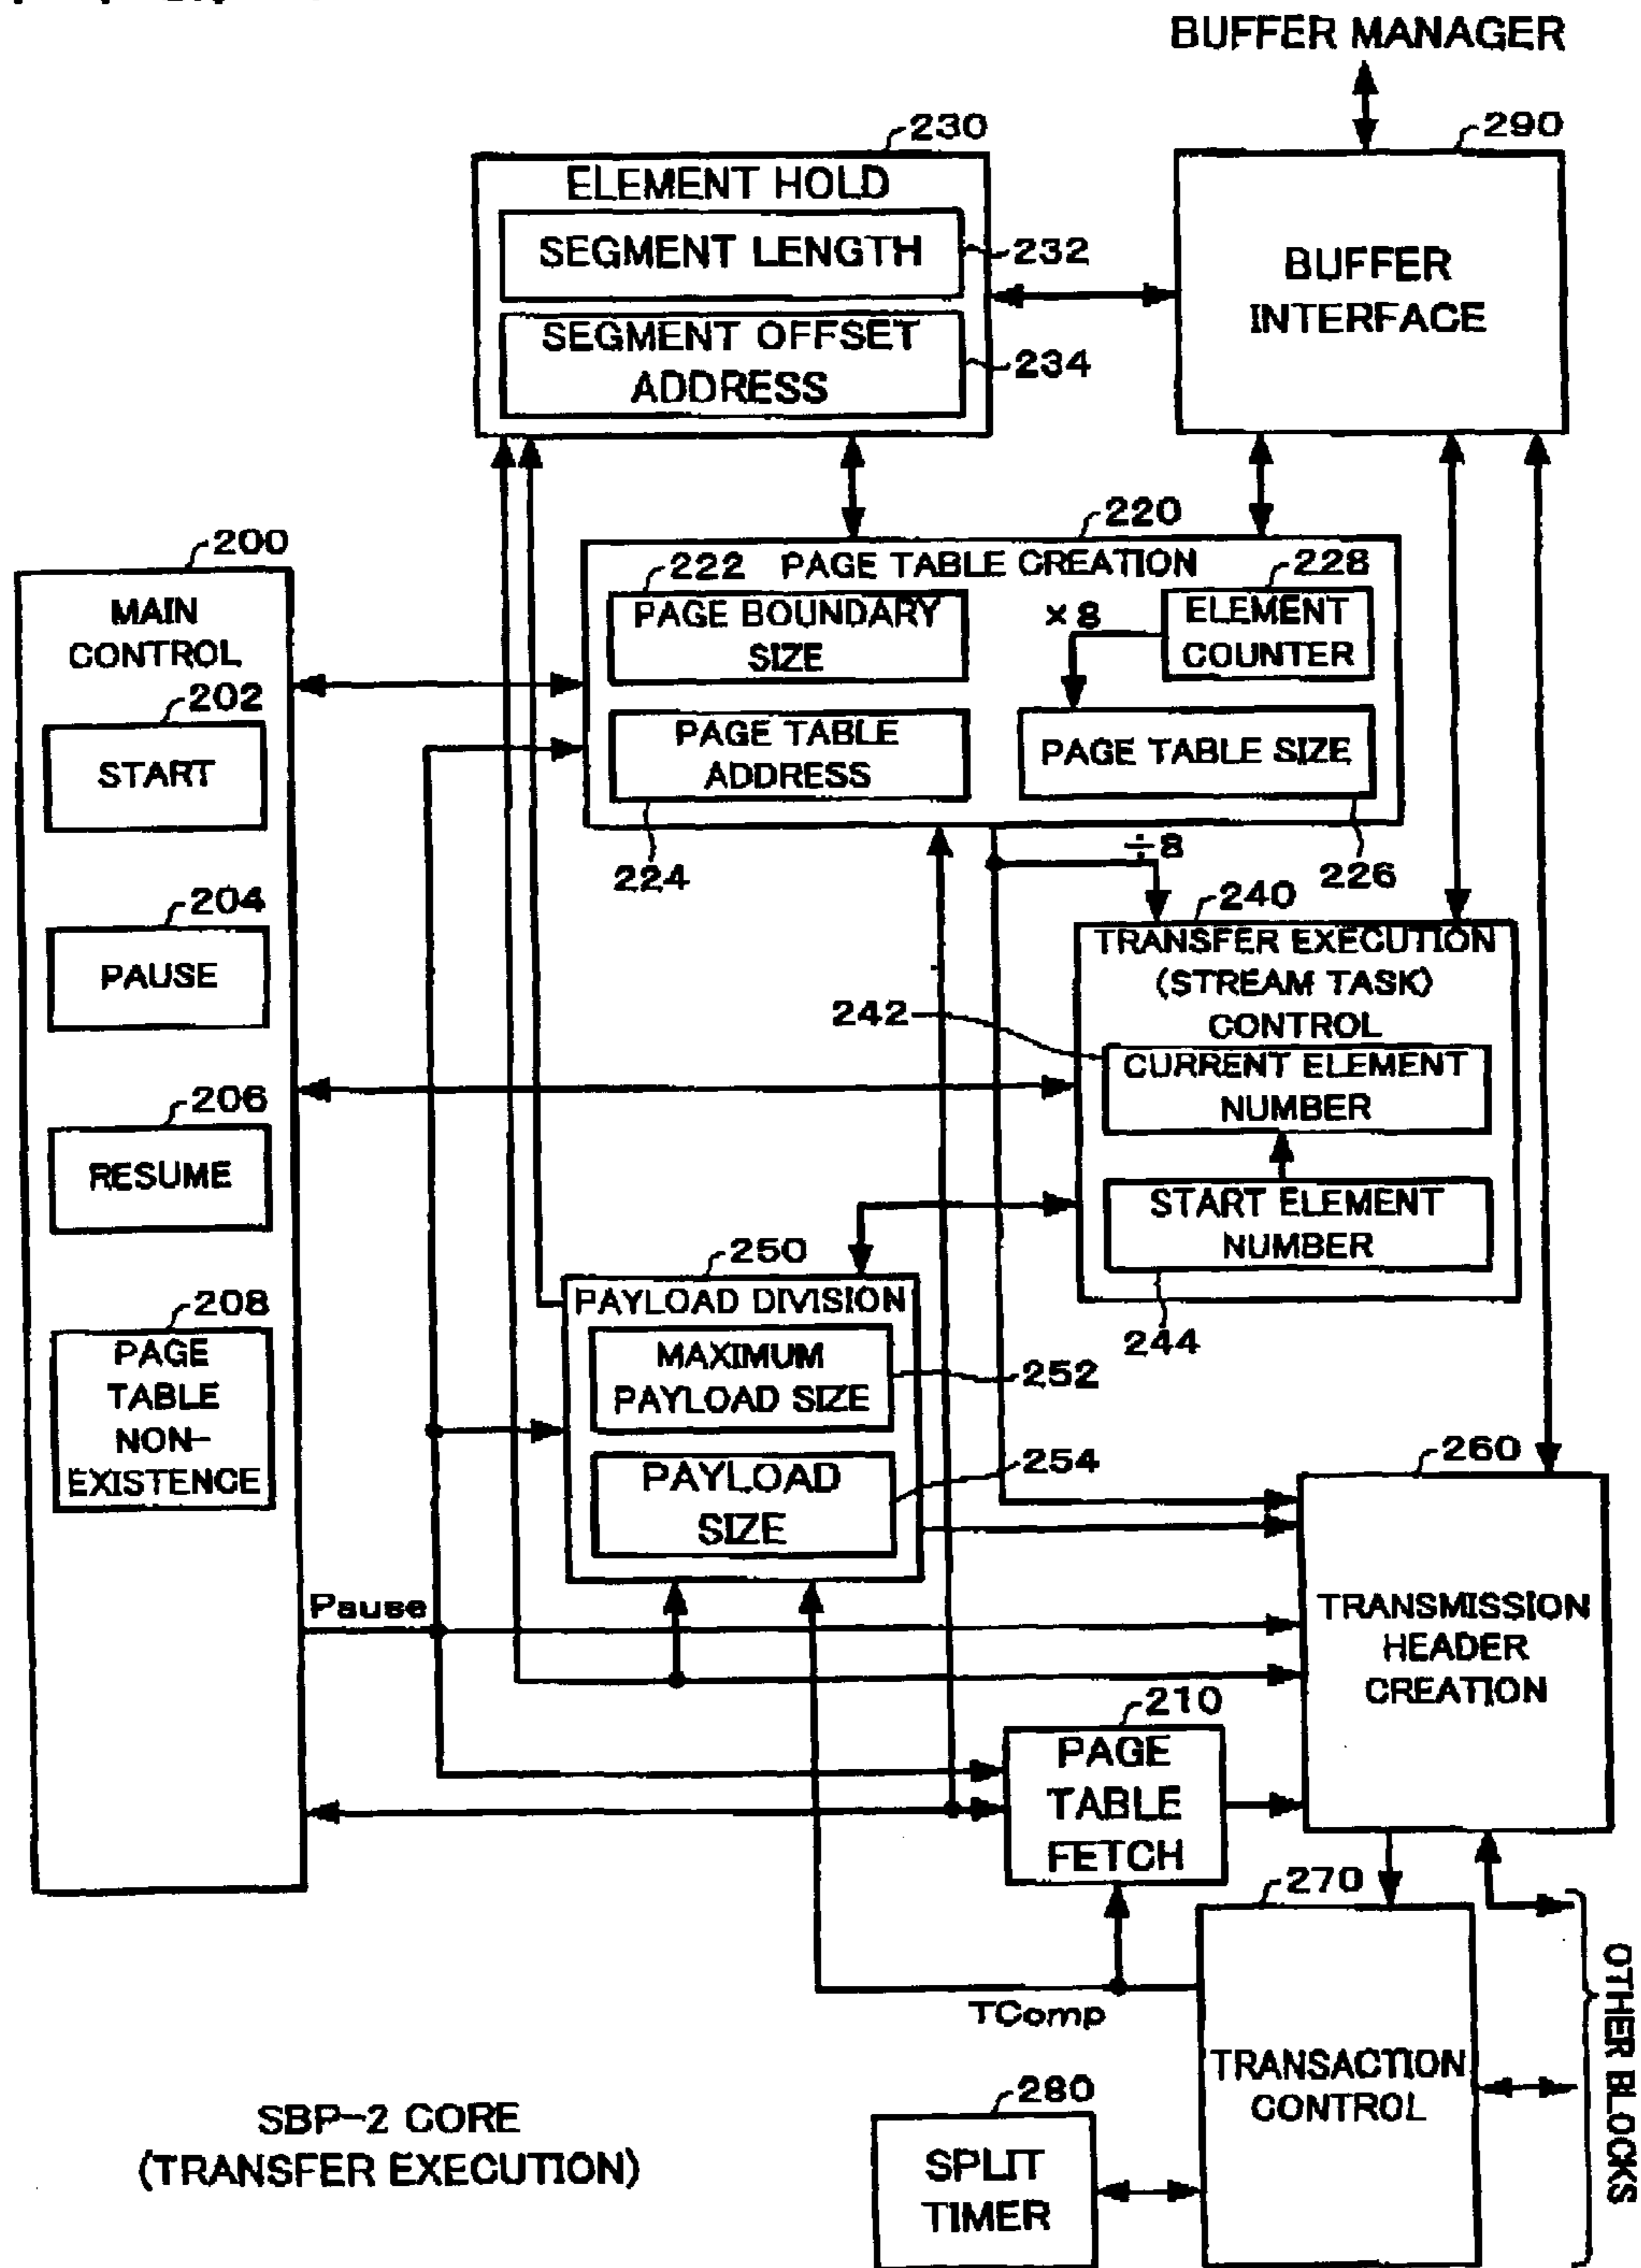 BUFFER MANAGER
230
290
ELEMENT HOLD
SEGMENT LENGTH
232
SEGMENT OFFSET
ADDRESS
234
BUFFER
INTERFACE
200
MAIN
CONTROL
202
START
204
PAUSE
206
RESUME
208
PAGE
TABLE
NON-
EXISTENCE
220
222
PAGE TABLE CREATION
228
PAGE BOUNDARY
SIZE
×8
ELEMENT
COUNTER
PAGE TABLE
ADDRESS
PAGE TABLE SIZE
224
÷8
226
240
TRANSFER EXECUTION
(STREAM TASK)
CONTROL
242
CURRENT ELEMENT
NUMBER
START ELEMENT
NUMBER
244
250
PAYLOAD DIVISION
MAXIMUM
PAYLOAD SIZE
252
PAYLOAD
SIZE
254
260
TRANSMISSION
HEADER
CREATION
Pause
210
PAGE
TABLE
FETCH
270
TComp
TRANSACTION
CONTROL
OTHER BLOCKS
280
SPLIT
TIMER
SBP-2 CORE
(TRANSFER EXECUTION)